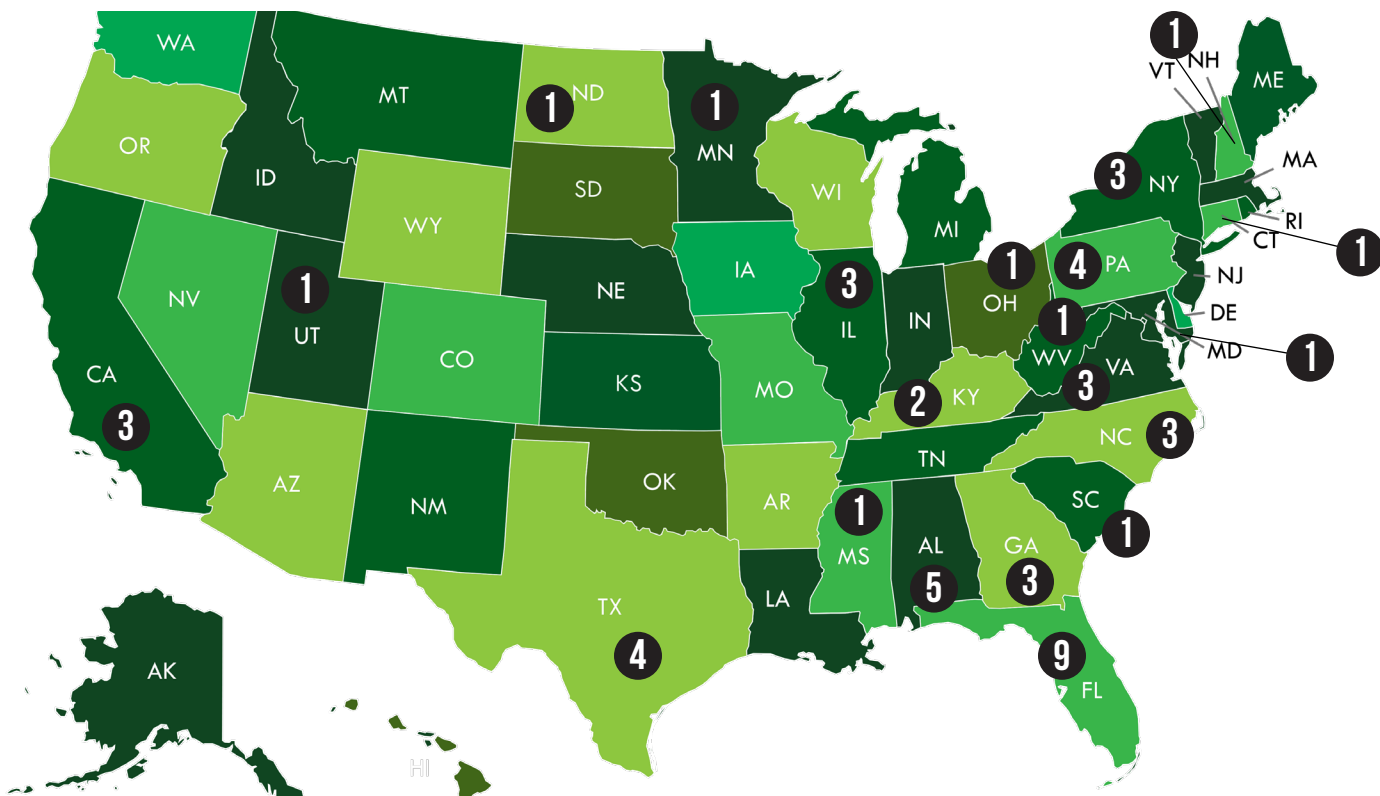 1
WA
NH
VT
ME
MT
1
ND
1
OR
MN
MA
ID
SD
WI
3
NY
WY
MI
RI
CT
1
IA
1
4
PA
NJ
1
UT
NE
3
NV
OH
DE
IL
IN
1
WV
MD
1
CO
VA
CA
KS
MO
3
2
KY
3
NC
3
TN
AZ
OK
NM
AR
SC
1
MS
AL
GA
1
5
3
LA
TX
4
9
FL
AK
HI